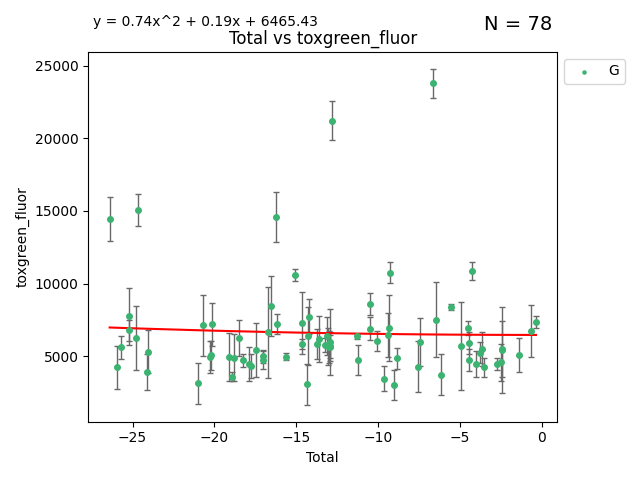 y = 0.74x^2 + 0.19x + 6465.43
N = 78
Total vs toxgreen_fluor
G
25000
20000
15000
10000
5000
toxgreen_fluor
−25
−20
−15
−10
−5
0
Total